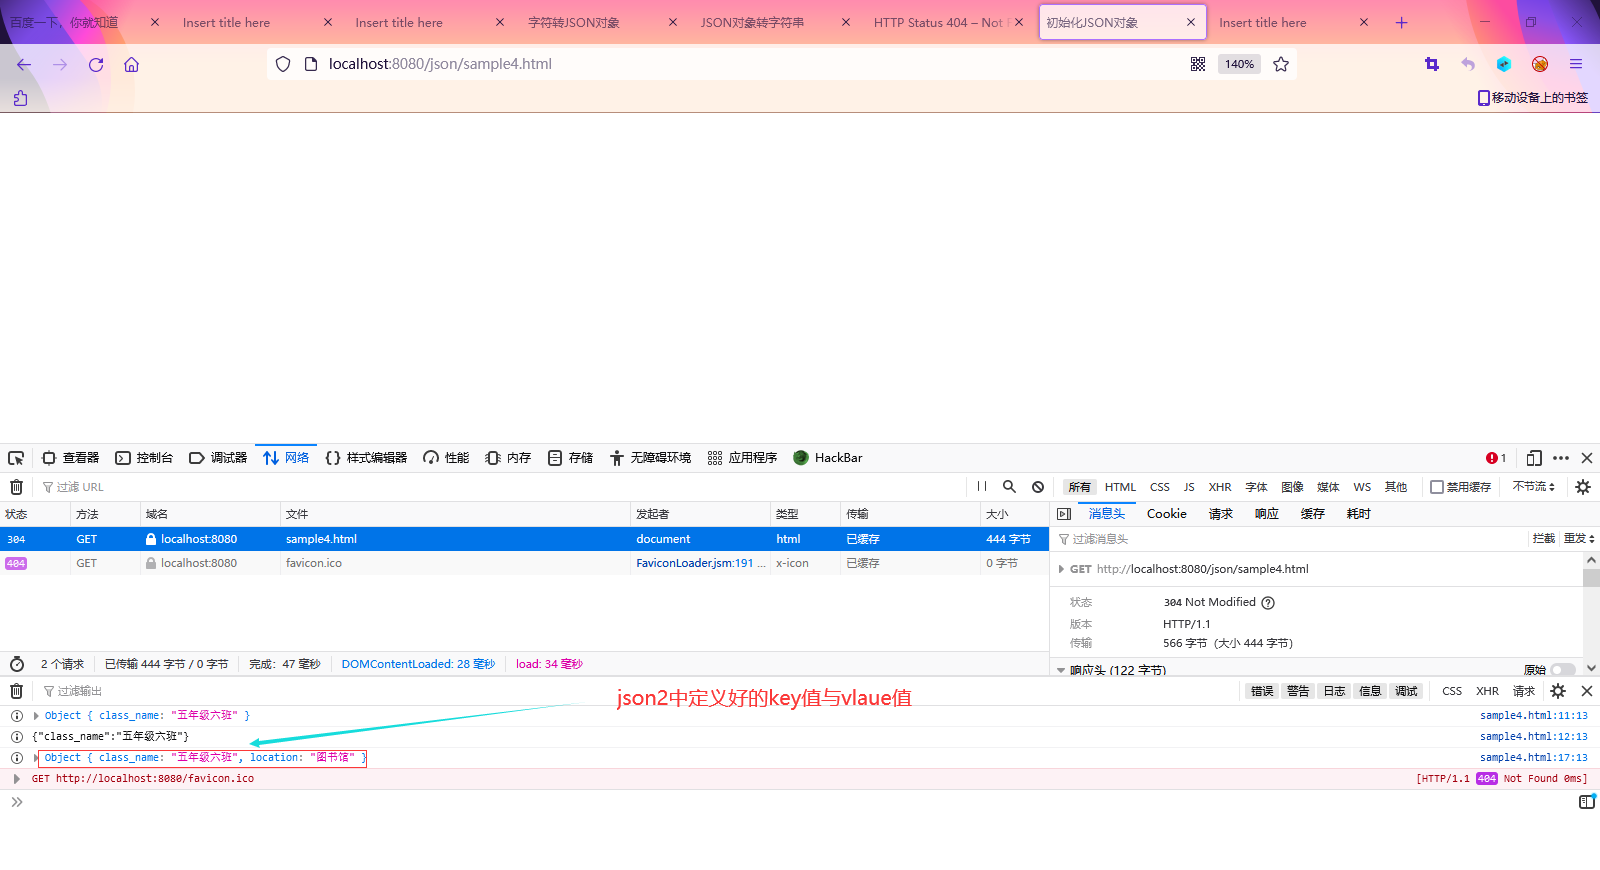 百度一下，你就知道
Insert title here
Insert title here
字符转JSON对象
JSON对象转字符串
HTTP Status 404 – Not F
初始化JSON对象
Insert title here
localhost:8080/json/sample4.html
140%
移动设备上的书签
查看器 控制台 调试器 网络 样式编辑器 性能 内存 存储 无障碍环境 应用程序 HackBar 1
过滤 URL
所有 HTML CSS JS XHR 字体 图像 媒体 WS 其他 禁用缓存 不节流
状态 方法 域名 文件 发起者 类型 传输 大小
消息头 Cookie 请求 响应 缓存 耗时
304 GET localhost:8080 sample4.html document html 已缓存 444 字节
过滤消息头 拦截 重发
404 GET localhost:8080 favicon.ico FaviconLoader.jsm:191 ... x-icon 已缓存 0 字节
GET http://localhost:8080/json/sample4.html
状态 304 Not Modified
版本 HTTP/1.1
传输 566 字节 (大小 444 字节)
响应头 (122 字节) 原始
2 个请求 已传输 444 字节 / 0 字节 完成：47 毫秒 DOMContentLoaded: 28 毫秒 load: 34 毫秒
过滤输出
错误 警告 日志 信息 调试 CSS XHR 请求
json2中定义好的key值与vlaue值
Object { class_name: "五年级六班" } sample4.html:11:13
{"class_name":"五年级六班"} sample4.html:12:13
Object { class_name: "五年级六班", location: "图书馆" } sample4.html:17:13
GET http://localhost:8080/favicon.ico [HTTP/1.1 404 Not Found 0ms]